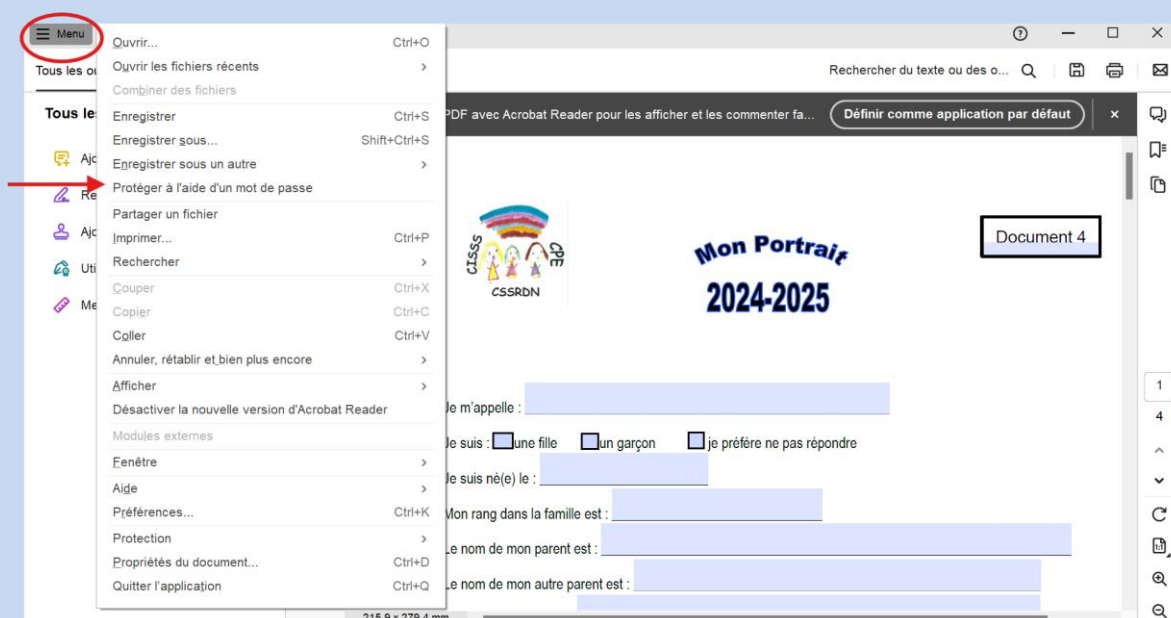 Menu
Tous les ou
Rechercher du texte ou des o...
Tous le
Ajo
Re
Ajo
Uti
Me
Ouvrir... Ctrl+O
Ouvrir les fichiers récents
Combiner des fichiers
Enregistrer Ctrl+S
Enregistrer sous... Shift+Ctrl+S
Enregistrer sous un autre
Protéger à l'aide d'un mot de passe
Partager un fichier
Imprimer... Ctrl+P
Rechercher
Couper Ctrl+X
Copier Ctrl+C
Coller Ctrl+V
Annuler, rétablir et bien plus encore
Afficher
Désactiver la nouvelle version d'Acrobat Reader
Modules externes
Fenêtre
Aide
Préférences... Ctrl+K
Protection
Propriétés du document... Ctrl+D
Quitter l'application Ctrl+Q
PDF avec Acrobat Reader pour les afficher et les commenter fa... Définir comme application par défaut
CISSS CPE
CSSRDN
Mon Portrait
2024-2025
Document 4
Je m'appelle :
Je suis : une fille un garçon je préfère ne pas répondre
Je suis né(e) le :
Mon rang dans la famille est :
Le nom de mon parent est :
Le nom de mon autre parent est :
215,9 x 279,4 mm
1
4